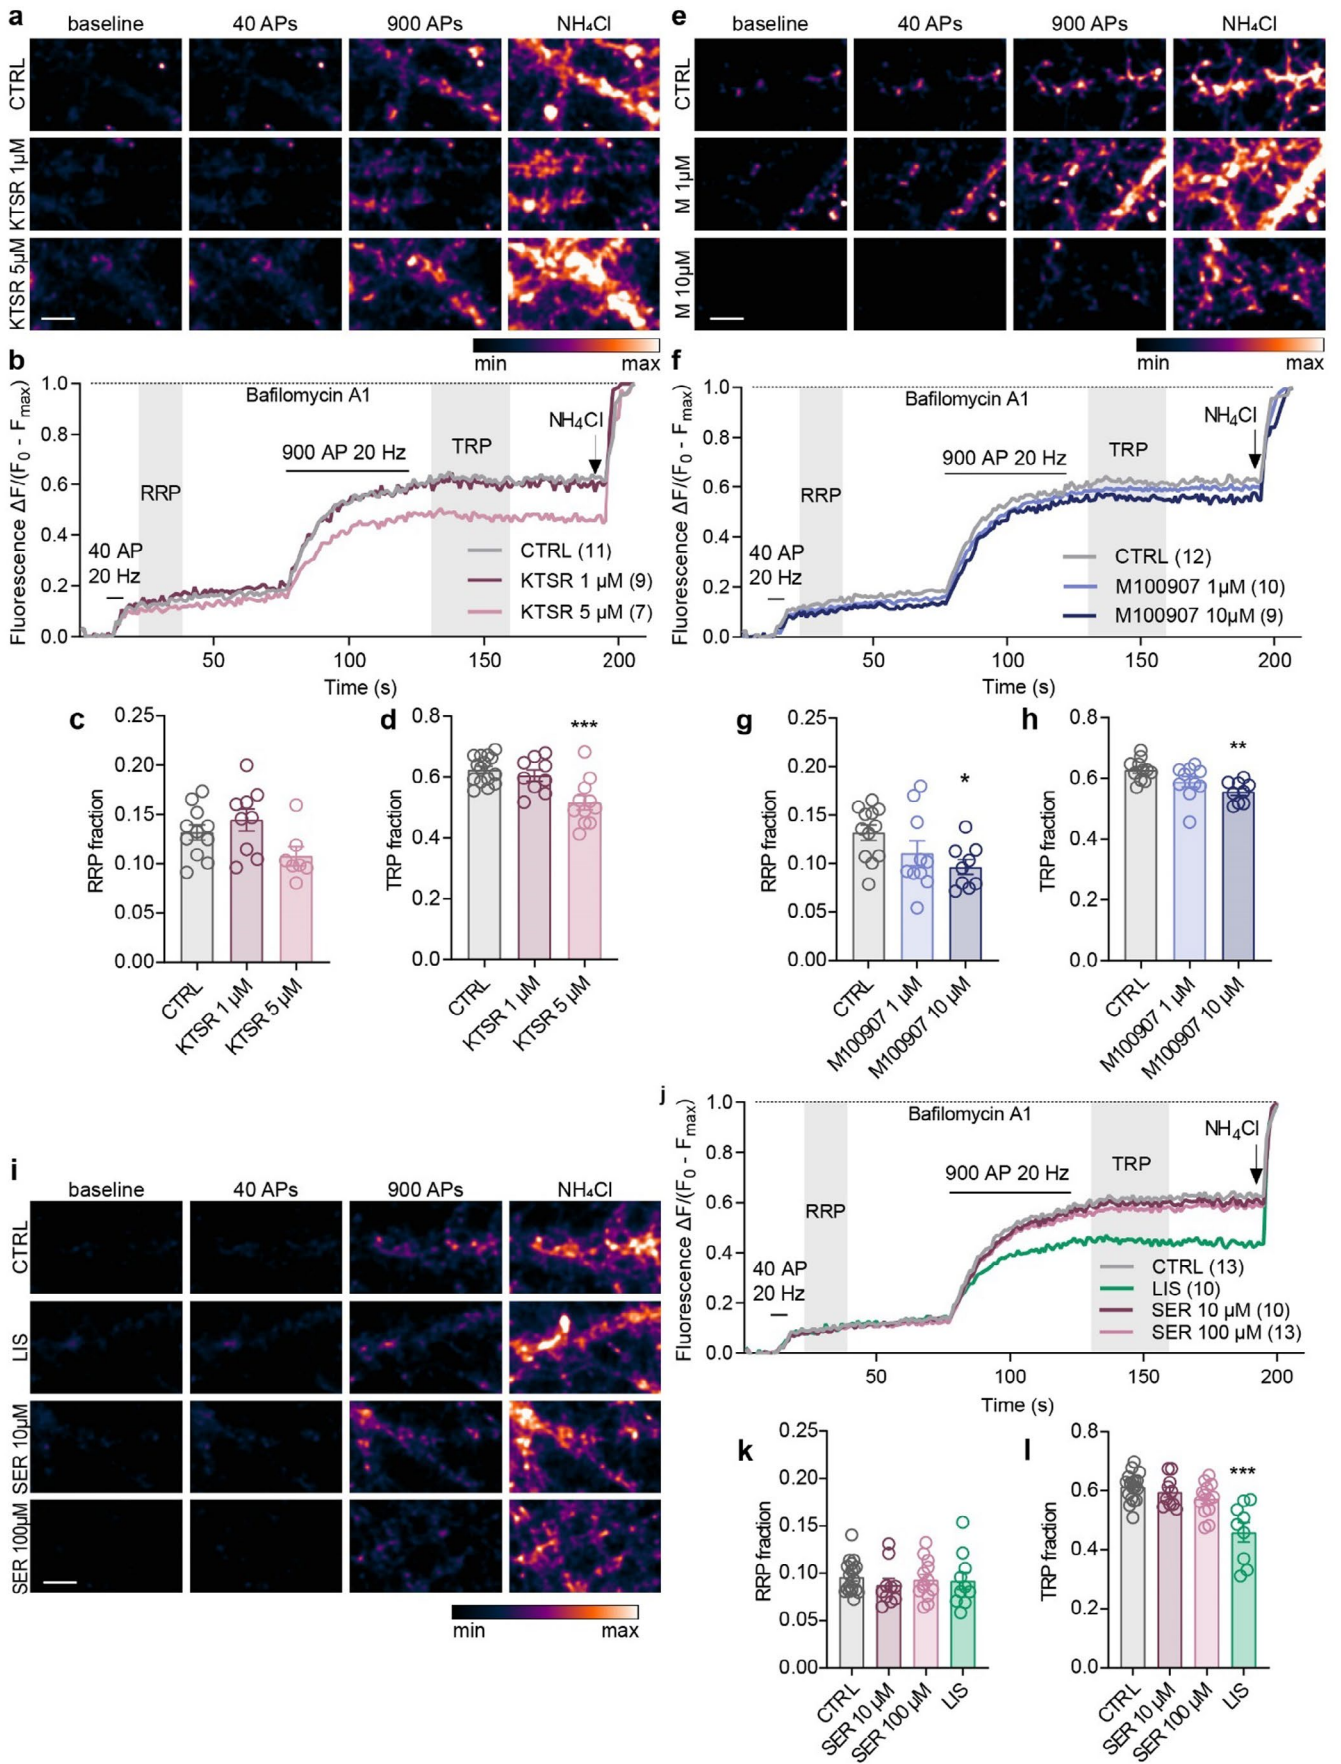 a
baseline 40 APs 900 APs NH₄Cl
CTRL
KTSR 1µM
KTSR 5µM
min max
e
baseline 40 APs 900 APs NH₄Cl
CTRL
M 1µM
M 10µM
min max
b
Fluorescence ΔF/(F₀ - Fₘₐₓ)
1.0
0.8
0.6
0.4
0.2
0.0
Bafilomycin A1
NH₄Cl
900 AP 20 Hz
TRP
RRP
40 AP
20 Hz
CTRL (11)
KTSR 1 µM (9)
KTSR 5 µM (7)
50 100 150 200
Time (s)
f
Fluorescence ΔF/(F₀ - Fₘₐₓ)
1.0
0.8
0.6
0.4
0.2
0.0
Bafilomycin A1
NH₄Cl
900 AP 20 Hz
TRP
RRP
40 AP
20 Hz
CTRL (12)
M100907 1µM (10)
M100907 10µM (9)
50 100 150 200
Time (s)
c
RRP fraction
0.25
0.20
0.15
0.10
0.05
0.00
CTRL
KTSR 1 µM
KTSR 5 µM
d
TRP fraction
0.8
0.6
0.4
0.2
0.0
***
CTRL
KTSR 1 µM
KTSR 5 µM
g
RRP fraction
0.25
0.20
0.15
0.10
0.05
0.00
*
CTRL
M100907 1 µM
M100907 10 µM
h
TRP fraction
0.8
0.6
0.4
0.2
0.0
**
CTRL
M100907 1 µM
M100907 10 µM
i
baseline 40 APs 900 APs NH₄Cl
CTRL
LIS
SER 10µM
SER 100µM
min max
j
Fluorescence ΔF/(F₀ - Fₘₐₓ)
1.0
0.8
0.6
0.4
0.2
0.0
Bafilomycin A1
NH₄Cl
900 AP 20 Hz
TRP
RRP
40 AP
20 Hz
CTRL (13)
LIS (10)
SER 10 µM (10)
SER 100 µM (13)
50 100 150 200
Time (s)
k
RRP fraction
0.25
0.20
0.15
0.10
0.05
0.00
CTRL
SER 10 µM
SER 100 µM
LIS
l
TRP fraction
0.8
0.6
0.4
0.2
0.0
***
CTRL
SER 10 µM
SER 100 µM
LIS